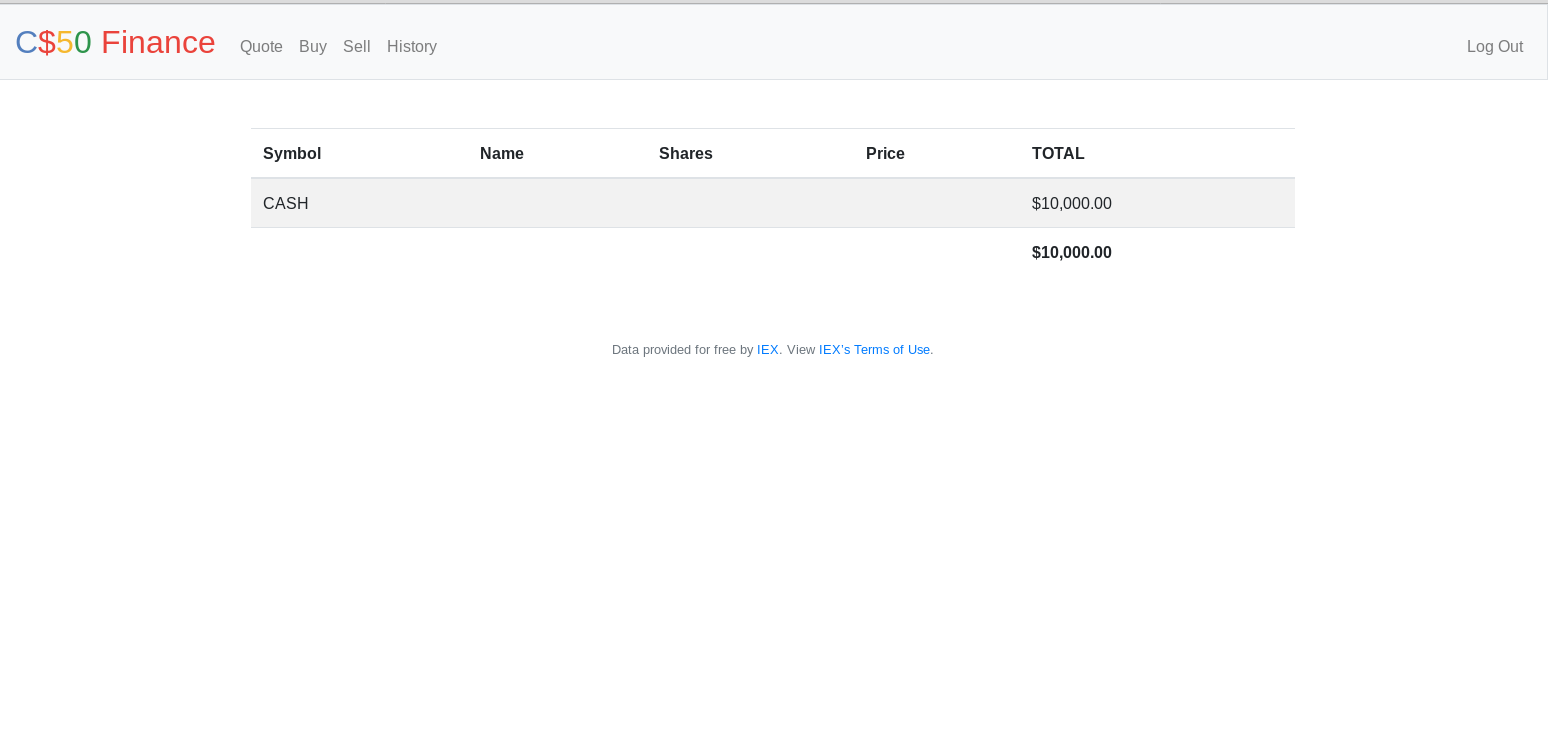 C$50 Finance Quote Buy Sell History Log Out
Symbol Name Shares Price TOTAL
CASH $10,000.00
$10,000.00
Data provided for free by IEX. View IEX's Terms of Use.